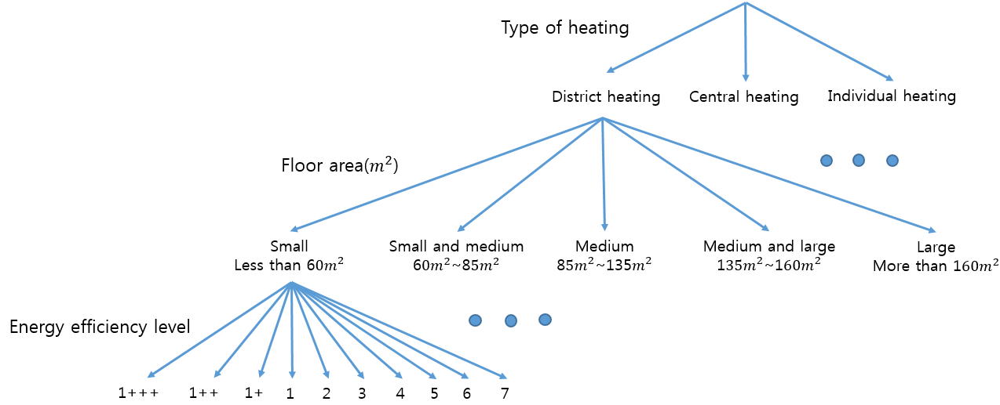 Type of heating
District heating Central heating Individual heating
Floor area(m²)
Small Small and medium Medium Medium and large Large
Less than 60m² 60m²~85m² 85m²~135m² 135m²~160m² More than 160m²
Energy efficiency level
1+++ 1++ 1+ 1 2 3 4 5 6 7